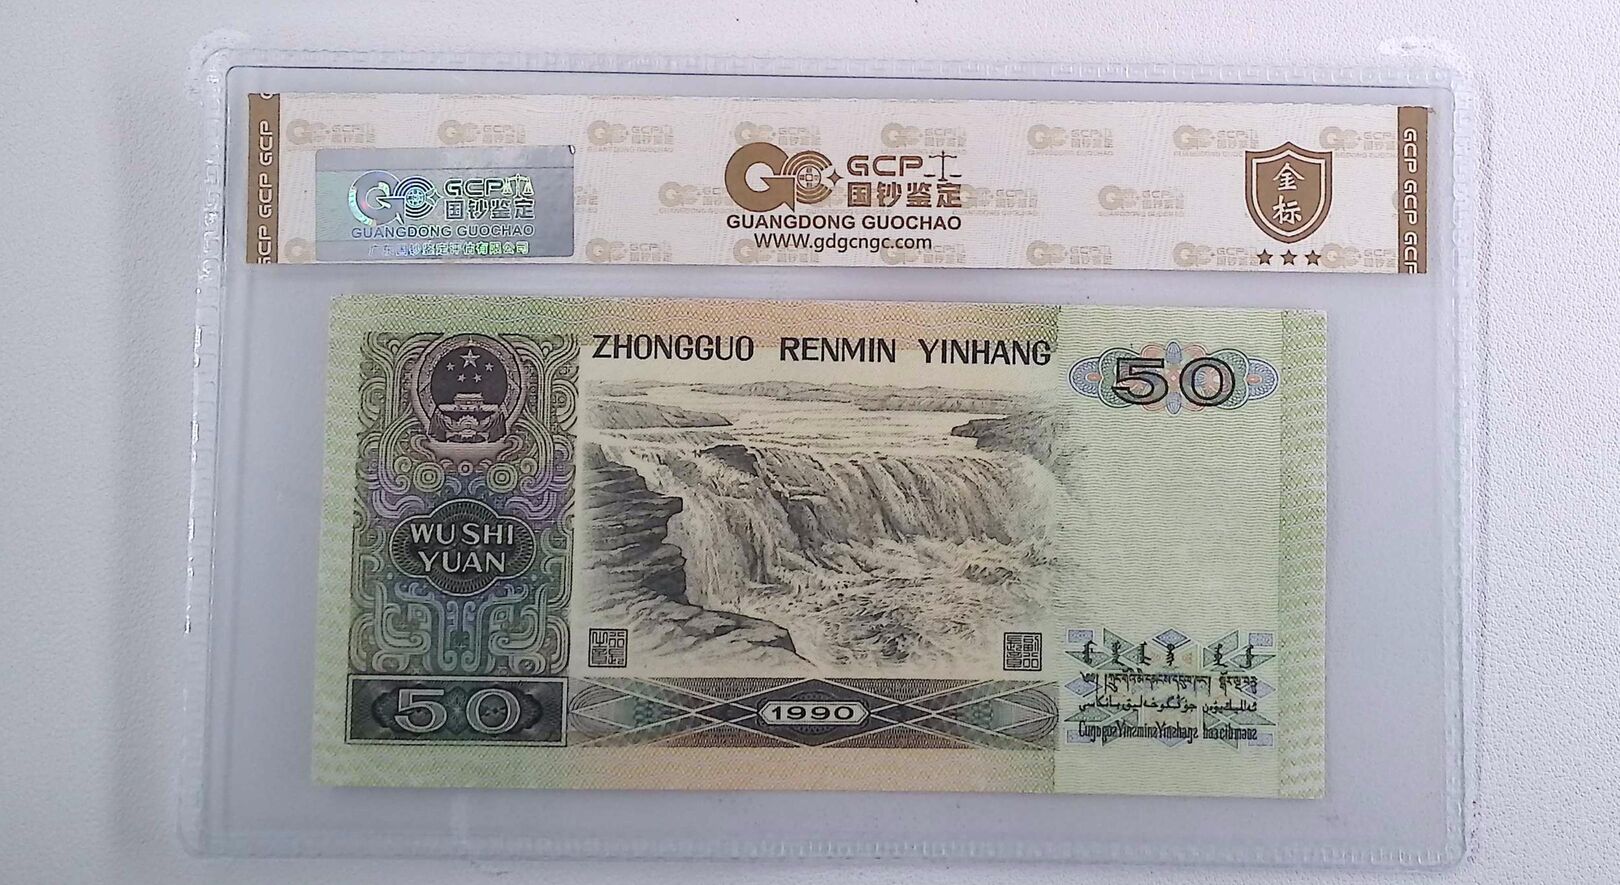 GCP GCP GCP
GCP
国钞鉴定
GUANGDONG GUOCHAO
广东国钞鉴定评估有限公司
GCP
国钞鉴定
GUANGDONG GUOCHAO
WWW.gdgcngc.com
金
标
GCP GCP GCP
ZHONGGUO RENMIN YINHANG
50
WU SHI
YUAN
50
1990